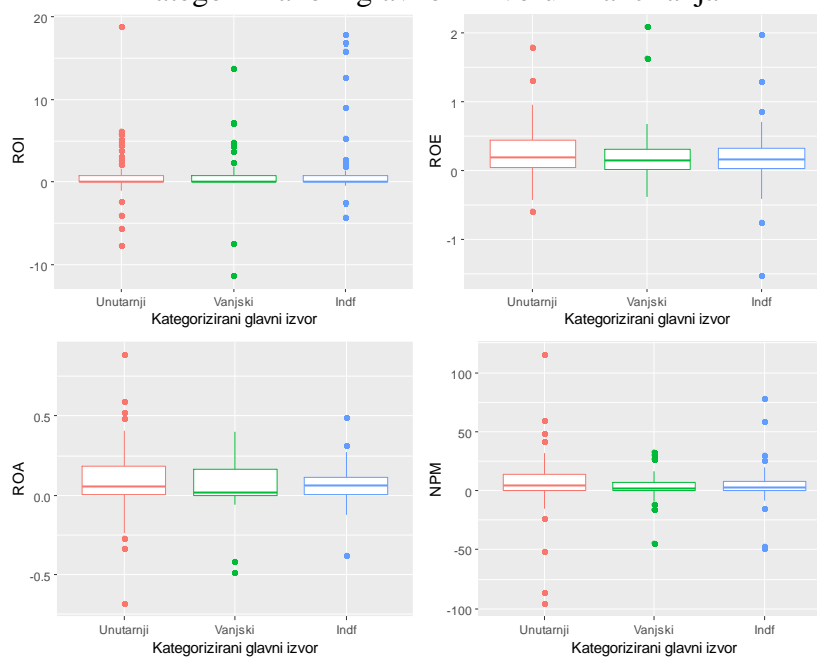 20
10
0
-10
ROI
Unutarnji Vanjski Indf
Kategorizirani glavni izvor
2
1
0
-1
ROE
Unutarnji Vanjski Indf
Kategorizirani glavni izvor
0.5
0.0
-0.5
ROA
Unutarnji Vanjski Indf
Kategorizirani glavni izvor
100
50
0
-50
-100
NPM
Unutarnji Vanjski Indf
Kategorizirani glavni izvor